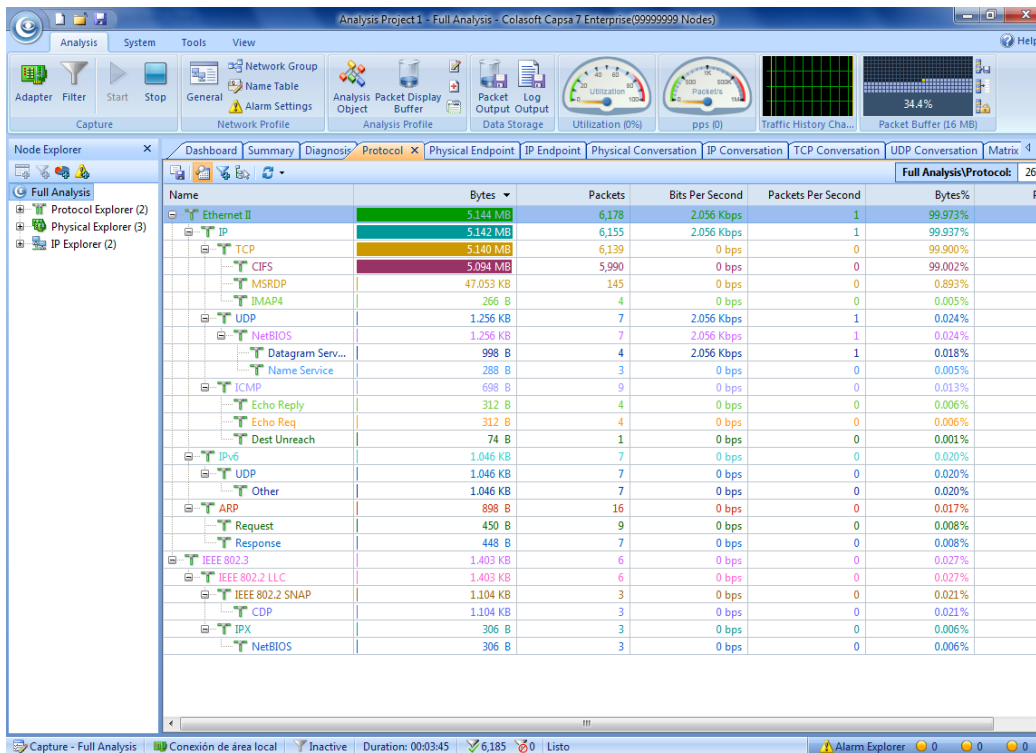 Analysis Project 1 - Full Analysis - Colasoft Capsa 7 Enterprise(99999999 Nodes)
Analysis System Tools View Help
Adapter Filter Start Stop
Capture
General
Network Group
Name Table
Alarm Settings
Network Profile
Analysis Object
Packet Display Buffer
Analysis Profile
Packet Output
Log Output
Data Storage
Utilization
Utilization (0%)
Packet/s
pps (0)
Traffic History Cha...
34.4%
Packet Buffer (16 MB)
Node Explorer
Full Analysis
Protocol Explorer (2)
Physical Explorer (3)
IP Explorer (2)
Dashboard Summary Diagnosis Protocol Physical Endpoint IP Endpoint Physical Conversation IP Conversation TCP Conversation UDP Conversation Matrix
Full Analysis\Protocol: 26
Name Bytes Packets Bits Per Second Packets Per Second Bytes%
Ethernet II 5.144 MB 6,178 2.056 Kbps 1 99.973%
IP 5.142 MB 6,155 2.056 Kbps 1 99.937%
TCP 5.140 MB 6,139 0 bps 0 99.900%
CIFS 5.094 MB 5,990 0 bps 0 99.002%
MSRDP 47.053 KB 145 0 bps 0 0.893%
IMAP4 266 B 4 0 bps 0 0.005%
UDP 1.256 KB 7 2.056 Kbps 1 0.024%
NetBIOS 1.256 KB 7 2.056 Kbps 1 0.024%
Datagram Serv... 998 B 4 2.056 Kbps 1 0.018%
Name Service 288 B 3 0 bps 0 0.005%
ICMP 698 B 9 0 bps 0 0.013%
Echo Reply 312 B 4 0 bps 0 0.006%
Echo Req 312 B 4 0 bps 0 0.006%
Dest Unreach 74 B 1 0 bps 0 0.001%
IPv6 1.046 KB 7 0 bps 0 0.020%
UDP 1.046 KB 7 0 bps 0 0.020%
Other 1.046 KB 7 0 bps 0 0.020%
ARP 898 B 16 0 bps 0 0.017%
Request 450 B 9 0 bps 0 0.008%
Response 448 B 7 0 bps 0 0.008%
IEEE 802.3 1.403 KB 6 0 bps 0 0.027%
IEEE 802.2 LLC 1.403 KB 6 0 bps 0 0.027%
IEEE 802.2 SNAP 1.104 KB 3 0 bps 0 0.021%
CDP 1.104 KB 3 0 bps 0 0.021%
IPX 306 B 3 0 bps 0 0.006%
NetBIOS 306 B 3 0 bps 0 0.006%
Capture - Full Analysis Conexión de área local Inactive Duration: 00:03:45 6,185 0 Listo Alarm Explorer 0 0 0